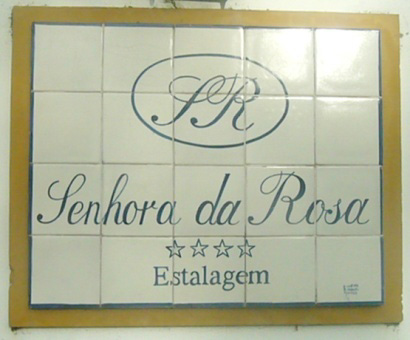 SR
Senhora da Rosa
☆☆☆☆
Estalagem